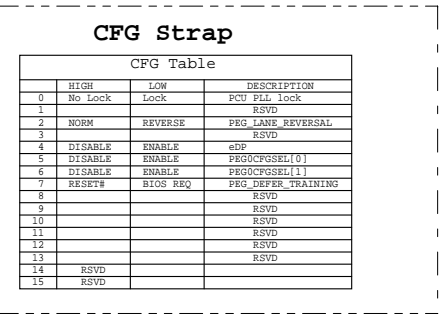 CFG Strap
CFG Table
HIGH LOW DESCRIPTION
0 No Lock Lock PCU PLL lock
1 RSVD
2 NORM REVERSE PEG_LANE_REVERSAL
3 RSVD
4 DISABLE ENABLE eDP
5 DISABLE ENABLE PEG0CFGSEL[0]
6 DISABLE ENABLE PEG0CFGSEL[1]
7 RESET# BIOS REQ PEG_DEFER_TRAINING
8 RSVD
9 RSVD
10 RSVD
11 RSVD
12 RSVD
13 RSVD
14 RSVD
15 RSVD